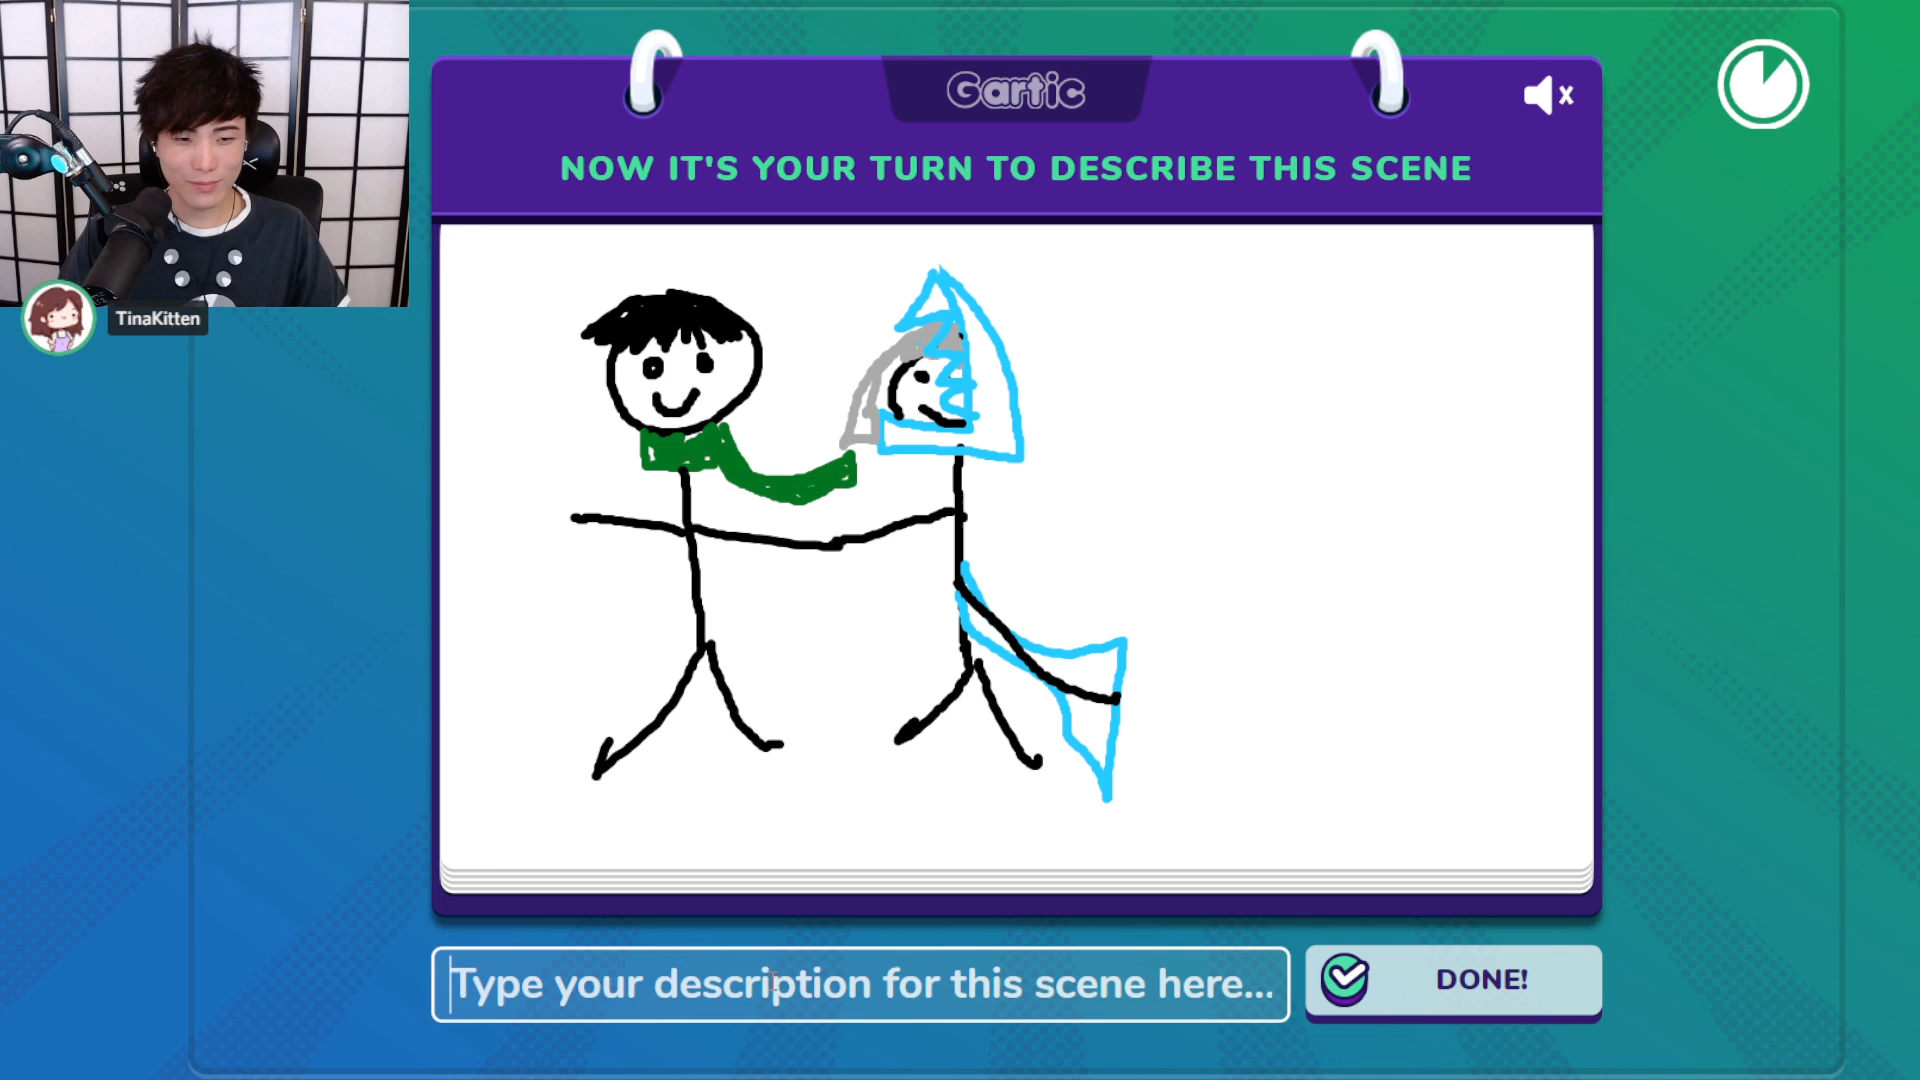 Gartic
NOW IT'S YOUR TURN TO DESCRIBE THIS SCENE
TinaKitten
Type your description for this scene here...
DONE!